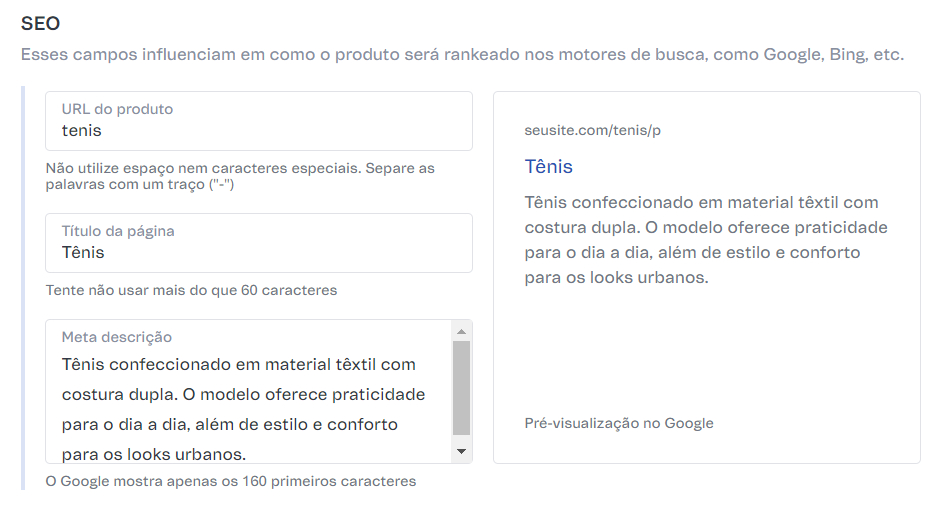 SEO
Esses campos influenciam em como o produto será rankeado nos motores de busca, como Google, Bing, etc.
URL do produto
tenis
Não utilize espaço nem caracteres especiais. Separe as
palavras com um traço ("-")
Título da página
Tênis
Tente não usar mais do que 60 caracteres
Meta descrição
Tênis confeccionado em material têxtil com
costura dupla. O modelo oferece praticidade
para o dia a dia, além de estilo e conforto
para os looks urbanos.
O Google mostra apenas os 160 primeiros caracteres
seusite.com/tenis/p
Tênis
Tênis confeccionado em material têxtil com
costura dupla. O modelo oferece praticidade
para o dia a dia, além de estilo e conforto
para os looks urbanos.
Pré-visualização no Google